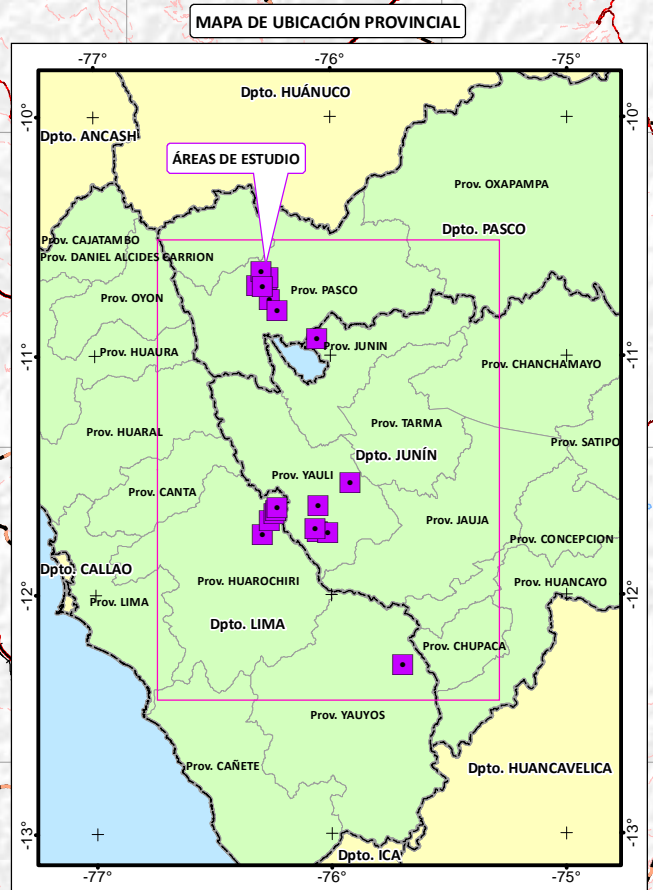 MAPA DE UBICACIÓN PROVINCIAL
-77°
-76°
-75°
-10°
-10°
Dpto. HUÁNUCO
Dpto. ANCASH
ÁREAS DE ESTUDIO
Prov. OXAPAMPA
Dpto. PASCO
Prov. CAJATAMBO
Prov. DANIEL ALCIDES CARRION
Prov. PASCO
Prov. OYON
Prov. JUNIN
Prov. HUAURA
-11°
-11°
Prov. CHANCHAMAYO
Prov. TARMA
Prov. HUARAL
Prov. SATIPO
Dpto. JUNÍN
Prov. YAULI
Prov. CANTA
Prov. JAUJA
Prov. CONCEPCION
Dpto. CALLAO
Prov. HUAROCHIRI
Prov. HUANCAYO
-12°
-12°
Prov. LIMA
Dpto. LIMA
Prov. CHUPACA
Prov. YAUYOS
Prov. CAÑETE
Dpto. HUANCAVELICA
-13°
-13°
Dpto. ICA
-77°
-76°
-75°